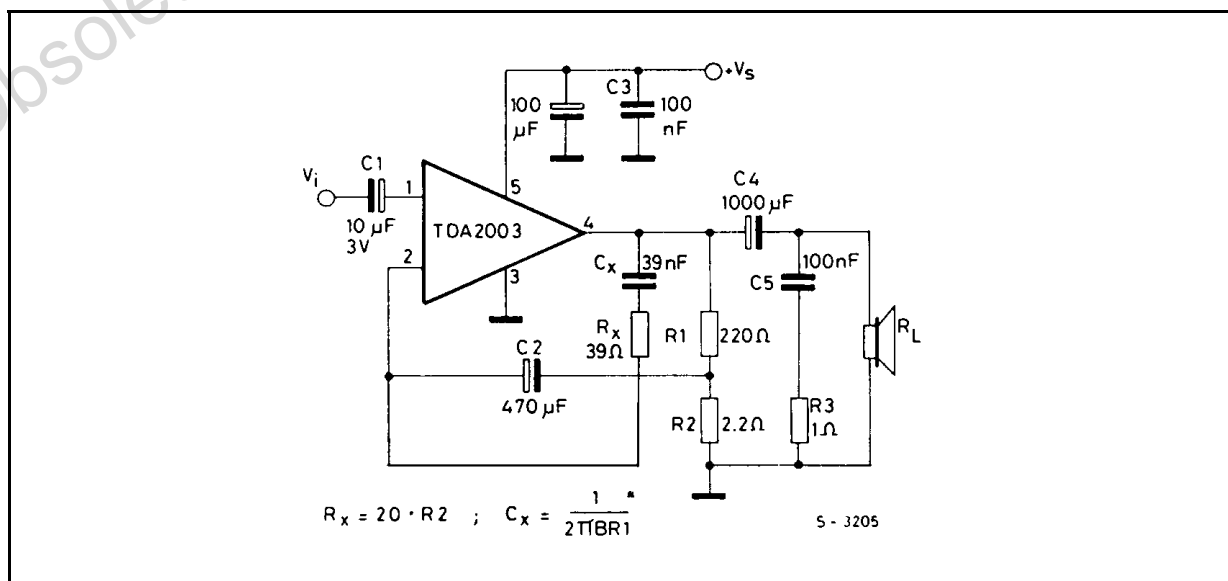 obsole
+Vs
C3
100
µF
100
nF
C1
Vi
1
5
10 µF
3V
TDA2003
4
2
3
C4
1000 µF
Cx
39nF
100nF
C5
Rx
39Ω
R1
220Ω
RL
C2
470 µF
R2
2.2Ω
R3
1Ω
Rx = 20 · R2 ; Cx = 1 / 2πBR1 *
S - 3205